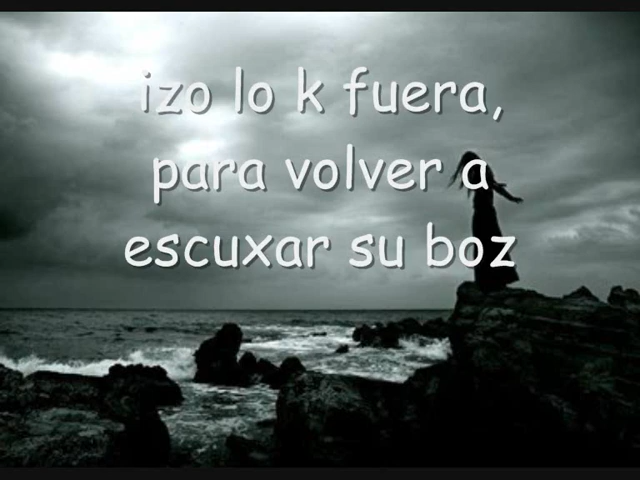 izo lo k fuera,
para volver a
escuxar su boz